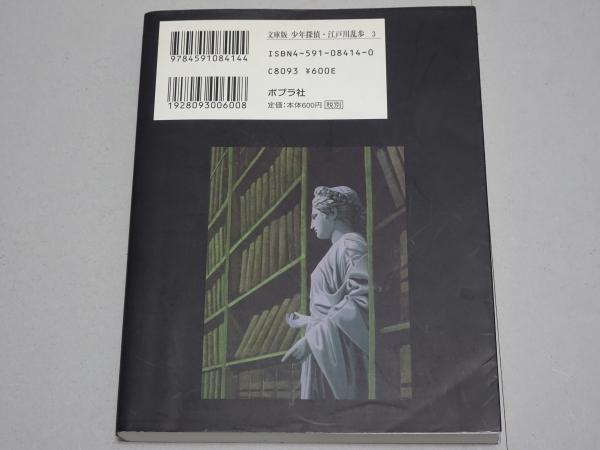 文庫版 少年探偵・江戸川乱歩 3
9784591084144
ISBN4-591-08414-0
C8093 ¥600E
1928093006008
ポプラ社
定価:本体600円 税別